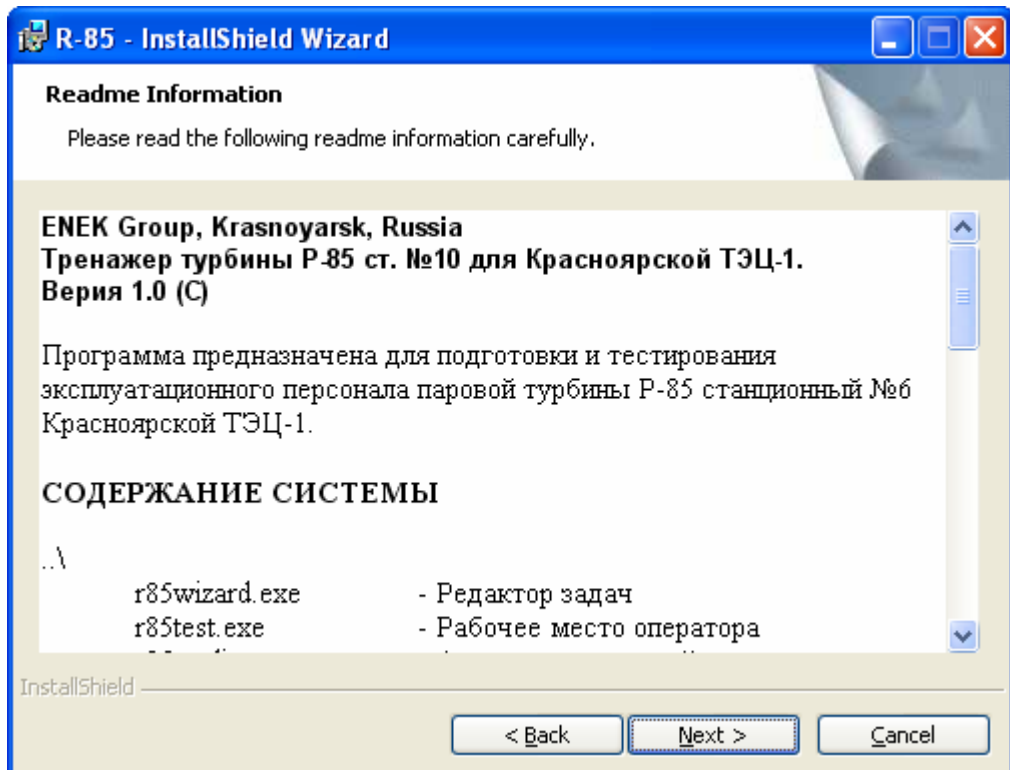 R-85 - InstallShield Wizard
Readme Information
Please read the following readme information carefully.
ENEK Group, Krasnoyarsk, Russia
Тренажер турбины Р-85 ст. №10 для Красноярской ТЭЦ-1.
Верия 1.0 (С)
Программа предназначена для подготовки и тестирования
эксплуатационного персонала паровой турбины Р-85 станционный №6
Красноярской ТЭЦ-1.
СОДЕРЖАНИЕ СИСТЕМЫ
..\
r85wizard.exe - Редактор задач
r85test.exe - Рабочее место оператора
InstallShield
< Back Next > Cancel